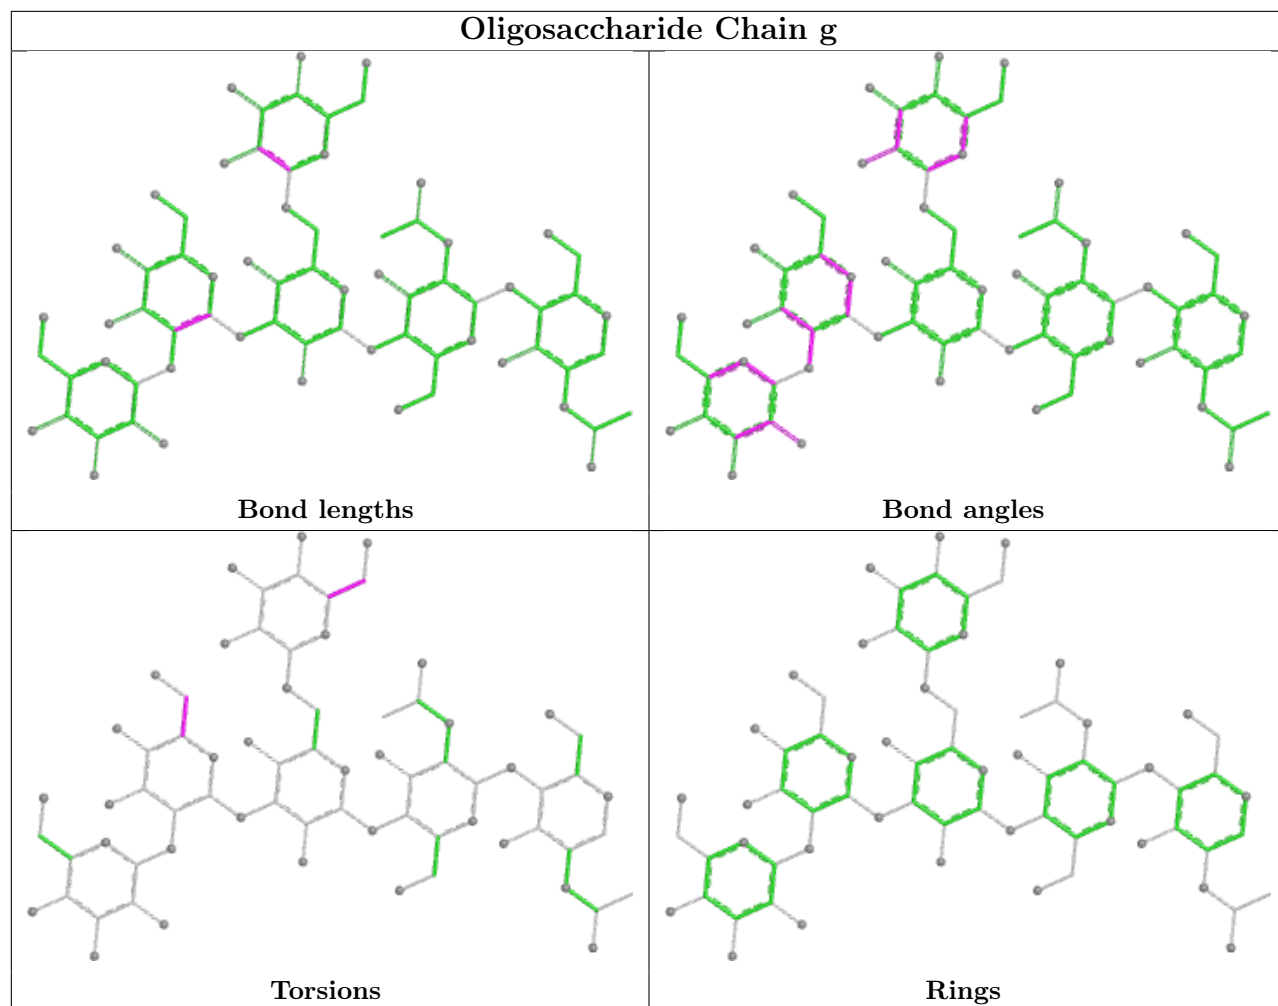 Oligosaccharide Chain g
Bond lengths
Bond angles
Torsions
Rings